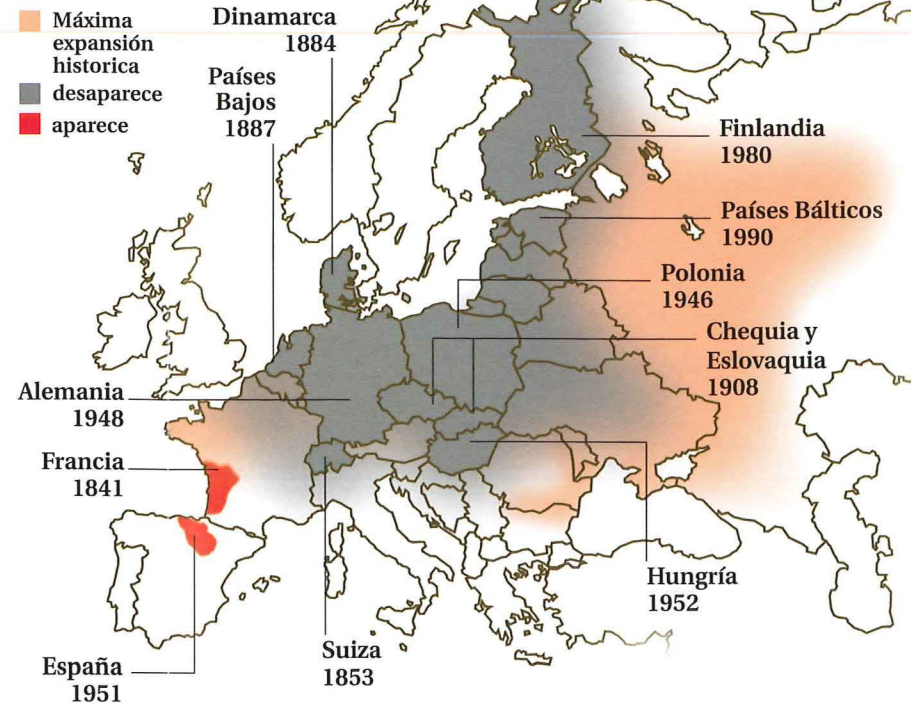 Máxima
expansión
historica
desaparece
aparece
Dinamarca
1884
Países
Bajos
1887
Finlandia
1980
Países Bálticos
1990
Polonia
1946
Chequia y
Eslovaquia
1908
Alemania
1948
Francia
1841
Hungría
1952
Suiza
1853
España
1951